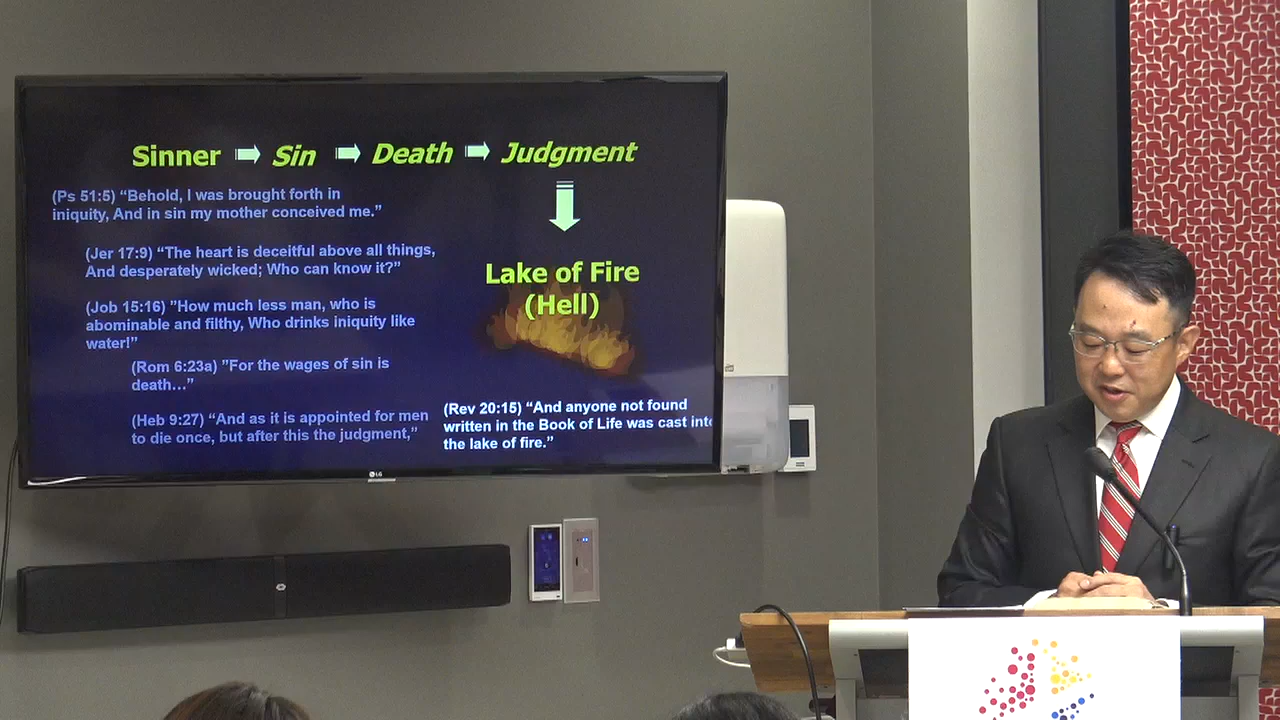 Sinner Sin Death Judgment
(Ps 51:5) “Behold, I was brought forth in
iniquity, And in sin my mother conceived me.”
(Jer 17:9) “The heart is deceitful above all things,
And desperately wicked; Who can know it?”
(Job 15:16) ”How much less man, who is
abominable and filthy, Who drinks iniquity like
water!”
(Rom 6:23a) ”For the wages of sin is
death…”
(Heb 9:27) “And as it is appointed for men
to die once, but after this the judgment,”
Lake of Fire
(Hell)
(Rev 20:15) “And anyone not found
written in the Book of Life was cast into
the lake of fire.”
LG